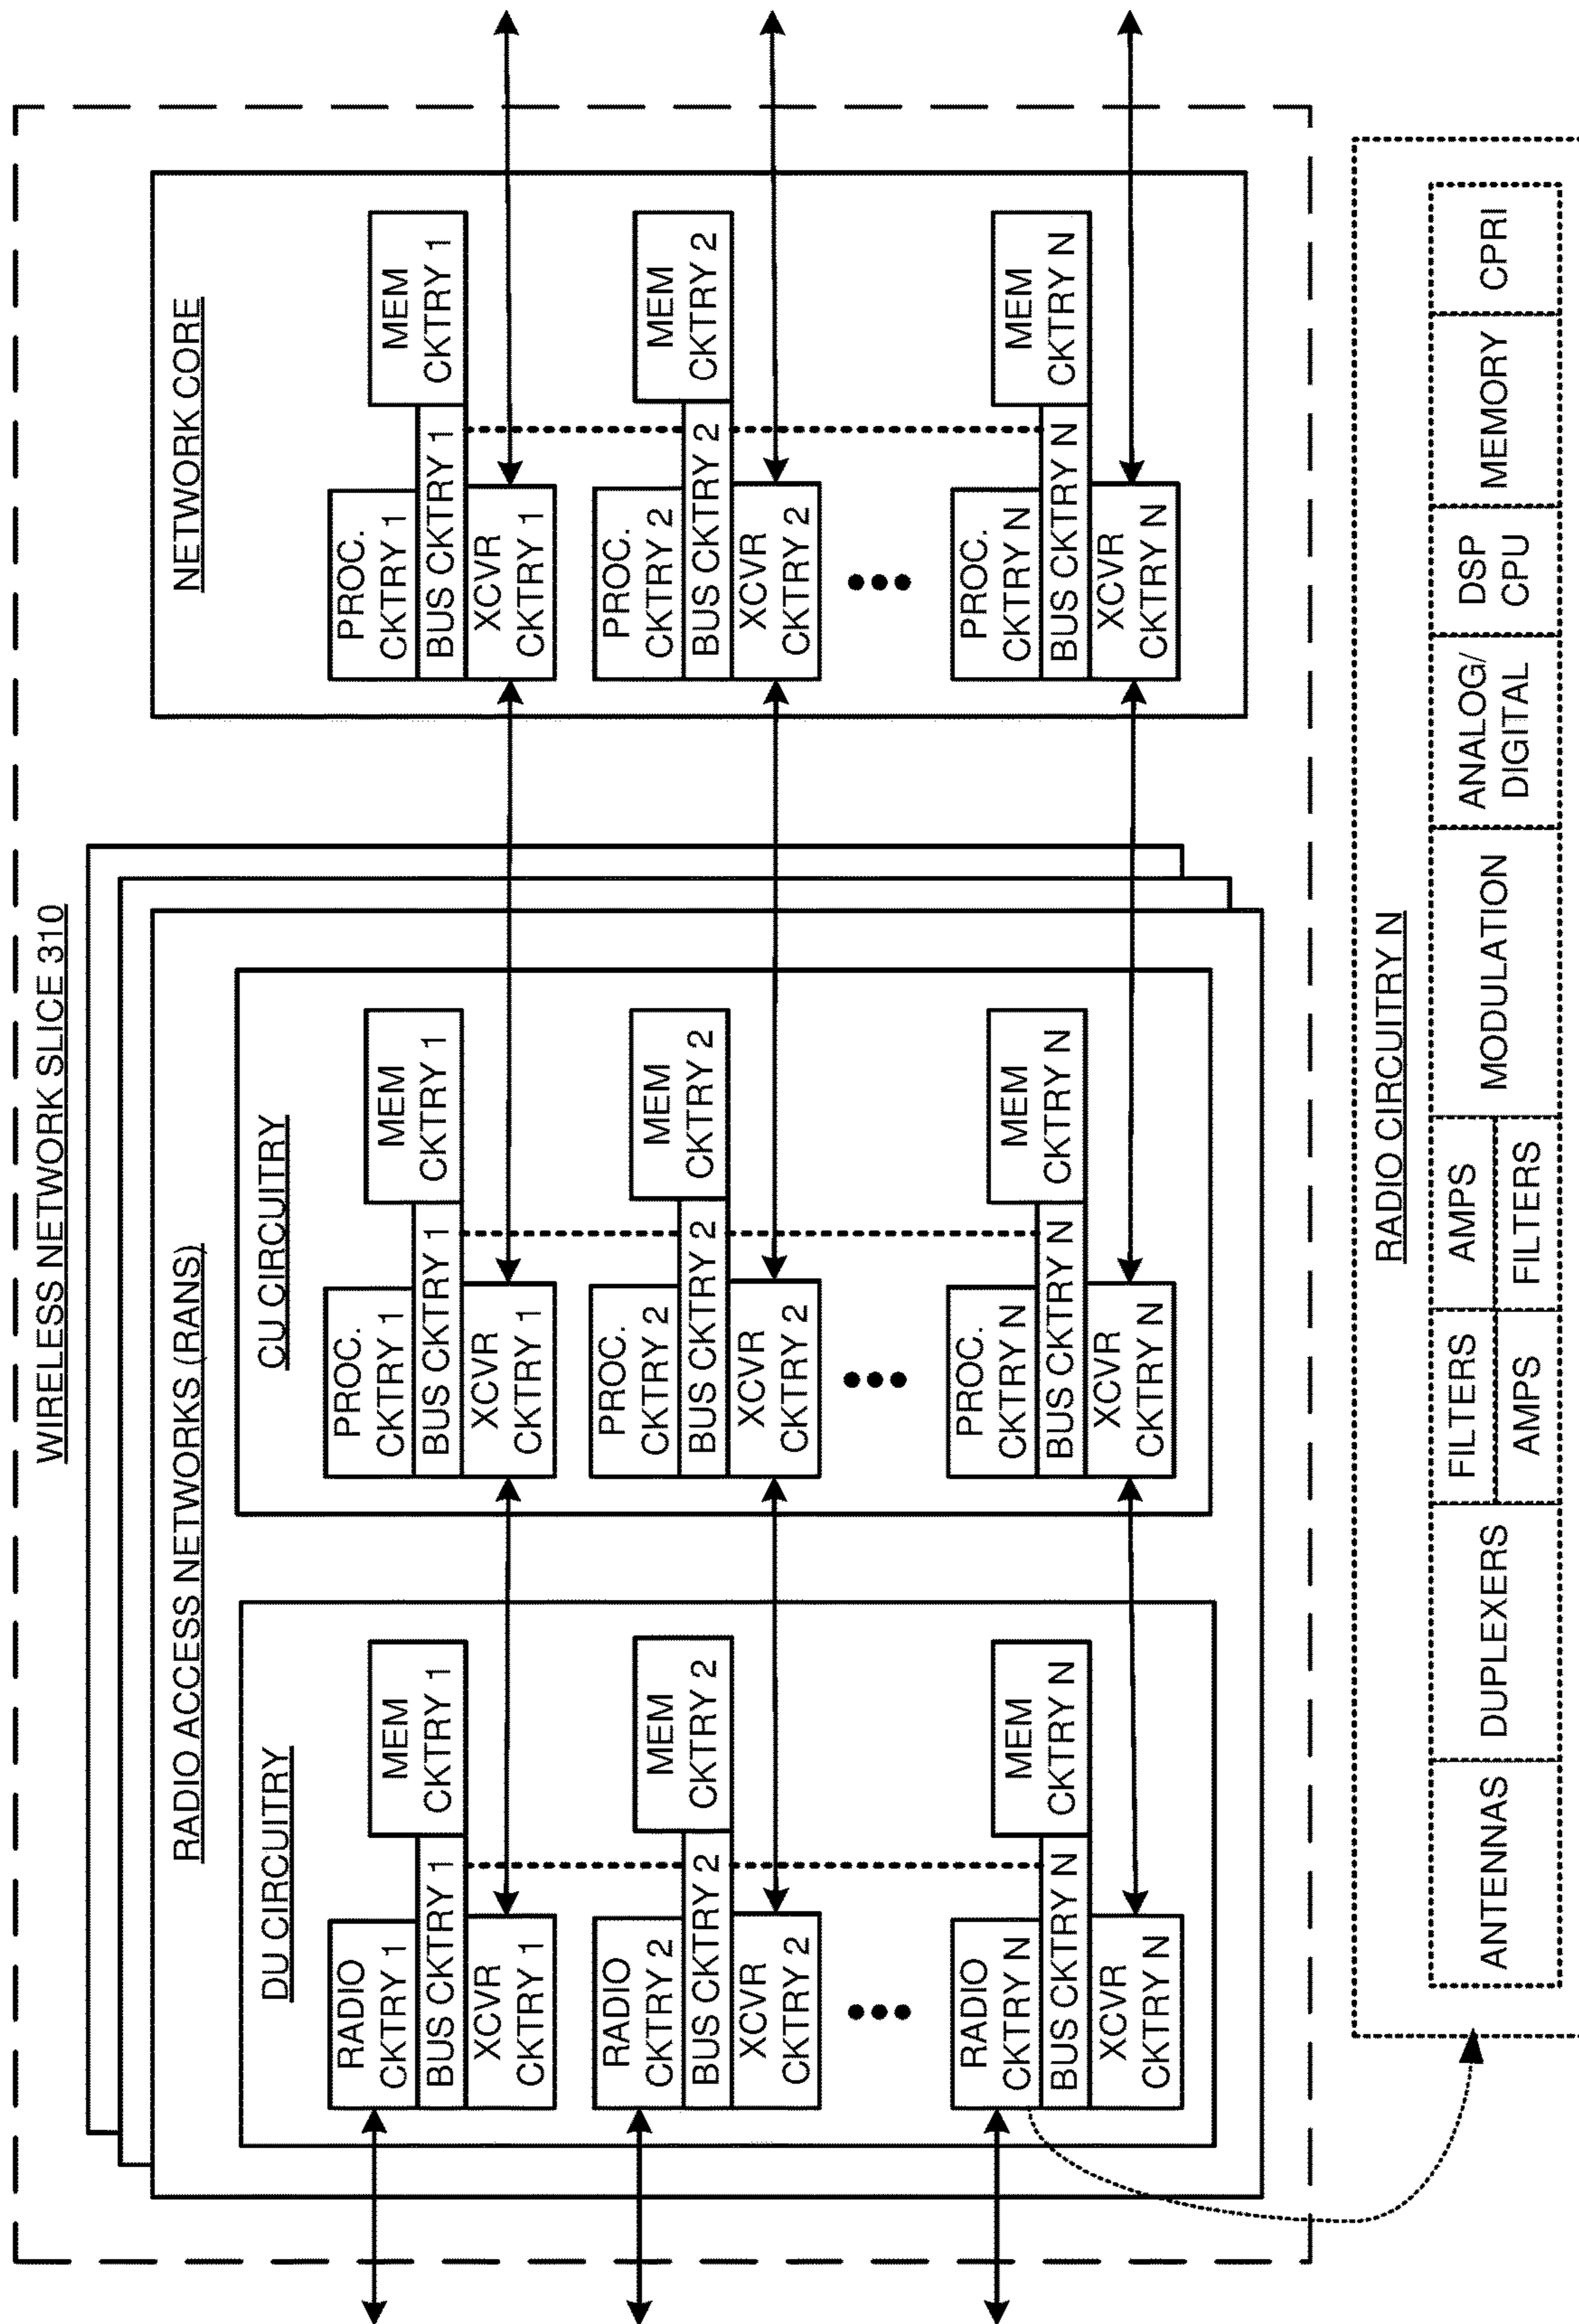 WIRELESS NETWORK SLICE 310
RADIO ACCESS NETWORKS (RANS)
DU CIRCUITRY
RADIO
CKTRY 1
BUS CKTRY 1
XCVR
CKTRY 1
MEM
CKTRY 1
RADIO
CKTRY 2
BUS CKTRY 2
XCVR
CKTRY 2
MEM
CKTRY 2
RADIO
CKTRY N
BUS CKTRY N
XCVR
CKTRY N
MEM
CKTRY N
CU CIRCUITRY
PROC.
CKTRY 1
BUS CKTRY 1
XCVR
CKTRY 1
MEM
CKTRY 1
PROC.
CKTRY 2
BUS CKTRY 2
XCVR
CKTRY 2
MEM
CKTRY 2
PROC.
CKTRY N
BUS CKTRY N
XCVR
CKTRY N
MEM
CKTRY N
NETWORK CORE
PROC.
CKTRY 1
BUS CKTRY 1
XCVR
CKTRY 1
MEM
CKTRY 1
PROC.
CKTRY 2
BUS CKTRY 2
XCVR
CKTRY 2
MEM
CKTRY 2
PROC.
CKTRY N
BUS CKTRY N
XCVR
CKTRY N
MEM
CKTRY N
RADIO CIRCUITRY N
ANTENNAS
DUPLEXERS
FILTERS
AMPS
AMPS
FILTERS
MODULATION
ANALOG/
DIGITAL
DSP
CPU
MEMORY
CPRI